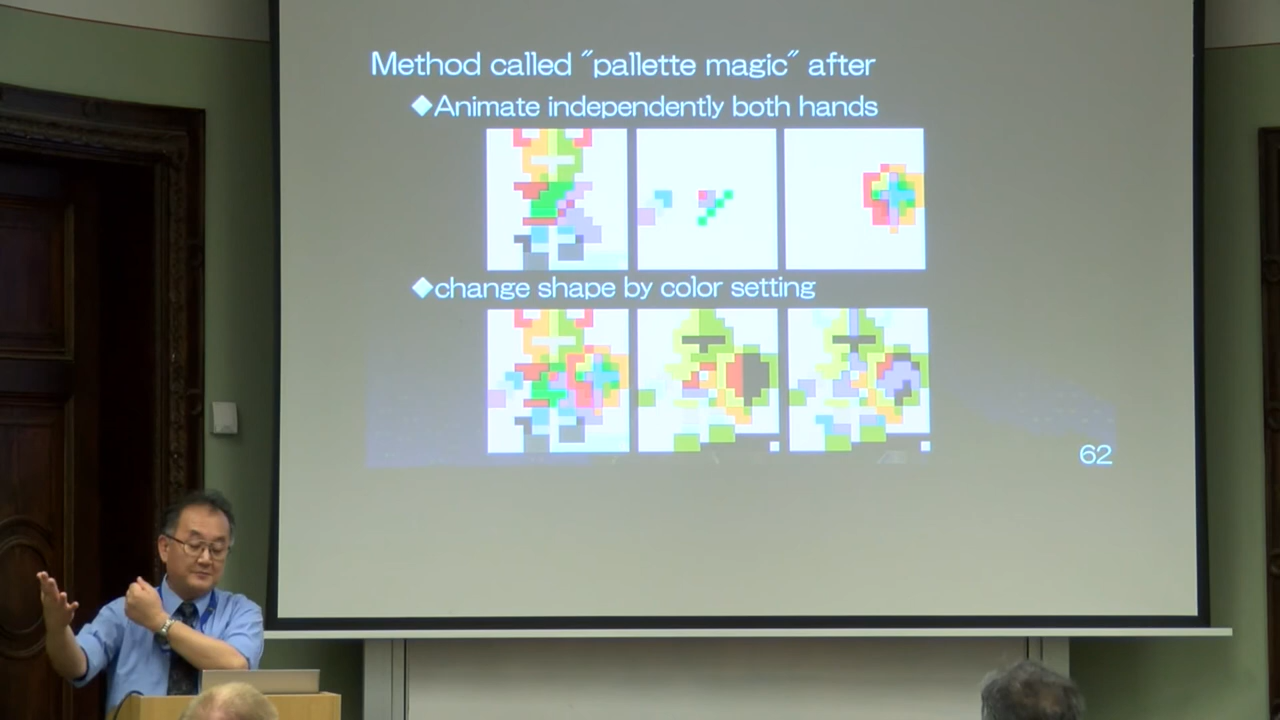 Method called "pallette magic" after
◆Animate independently both hands
◆change shape by color setting
62